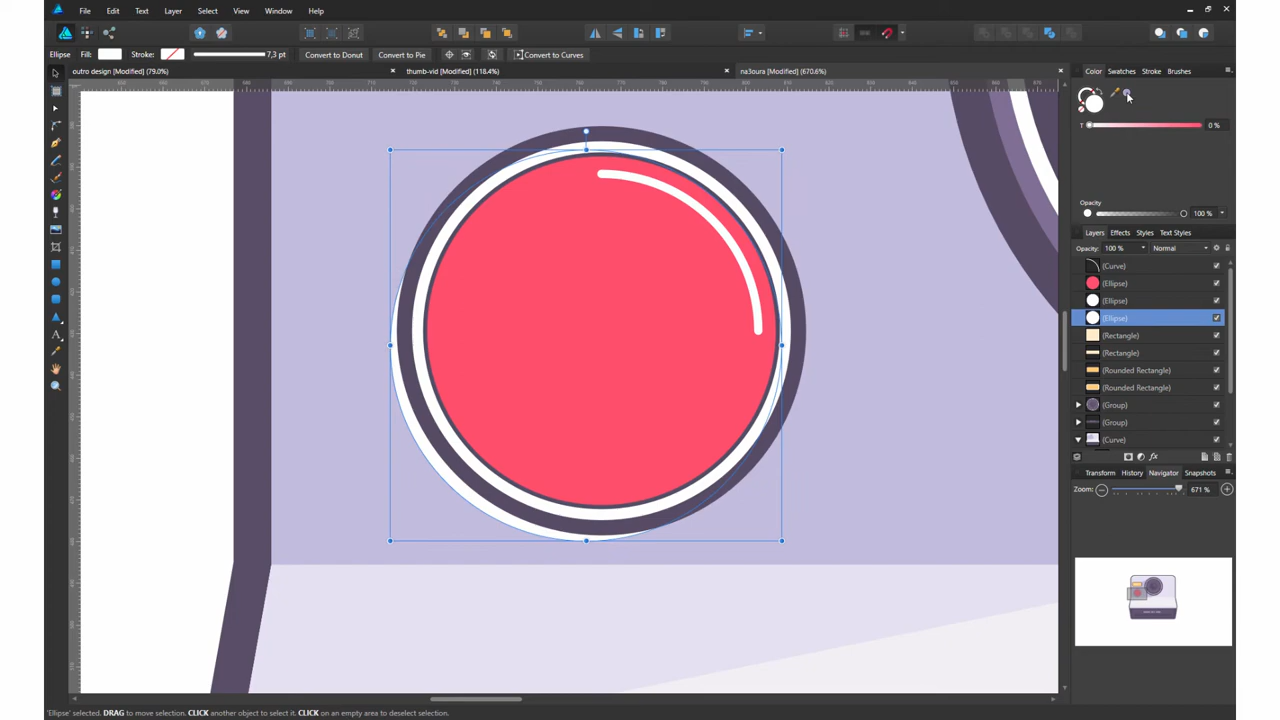 File Edit Text Layer Select View Window Help
Ellipse Fill: Stroke: 7,3 pt Convert to Donut Convert to Pie Convert to Curves
outro design [Modified] (79.0%) thumb-vid [Modified] (118.4%) na3oura [Modified] (670.6%)
Color Swatches Stroke Brushes
T 0 %
Opacity
100 %
Layers Effects Styles Text Styles
Opacity: 100 % Normal
(Curve)
(Ellipse)
(Ellipse)
(Ellipse)
(Rectangle)
(Rectangle)
(Rounded Rectangle)
(Rounded Rectangle)
(Group)
(Group)
(Curve)
Transform History Navigator Snapshots
Zoom: 671 %
'Ellipse' selected. DRAG to move selection. CLICK another object to select it. CLICK on an empty area to deselect selection.